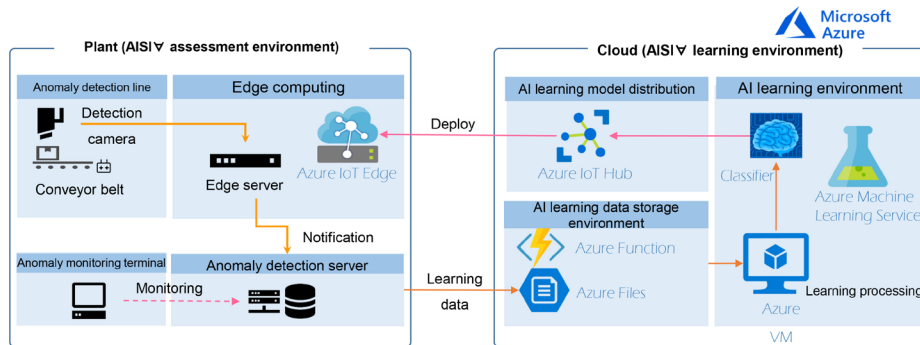 Microsoft
Azure
Plant (AISI∀ assessment environment)
Anomaly detection line
Detection
camera
Conveyor belt
Edge computing
Edge server
Azure IoT Edge
Notification
Anomaly monitoring terminal
Monitoring
Anomaly detection server
Deploy
Learning
data
Cloud (AISI∀ learning environment)
AI learning model distribution
Azure IoT Hub
AI learning data storage
environment
Azure Function
Azure Files
AI learning environment
Classifier
Azure Machine
Learning Service
Learning processing
Azure
VM